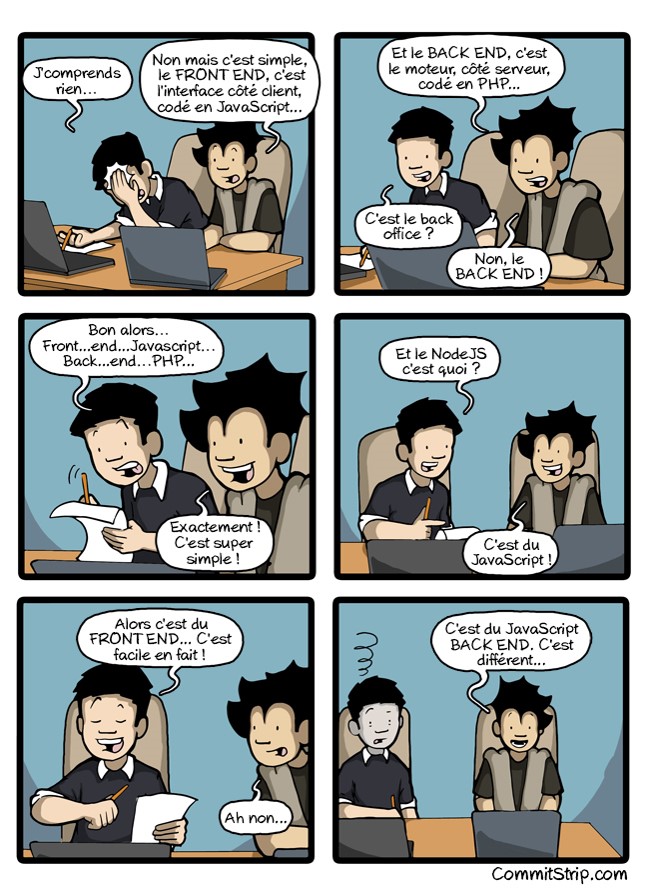 J'comprends
rien...
Non mais c'est simple,
le FRONT END, c'est
l'interface côté client,
codé en JavaScript...
Et le BACK END, c'est
le moteur, côté serveur,
codé en PHP...
C'est le back
office ?
Non, le
BACK END !
Bon alors...
Front...end...Javascript...
Back...end...PHP...
Exactement !
C'est super
simple !
Et le NodeJS
c'est quoi ?
C'est du
JavaScript !
Alors c'est du
FRONT END... C'est
facile en fait !
Ah non...
C'est du JavaScript
BACK END. C'est
différent...
CommitStrip.com